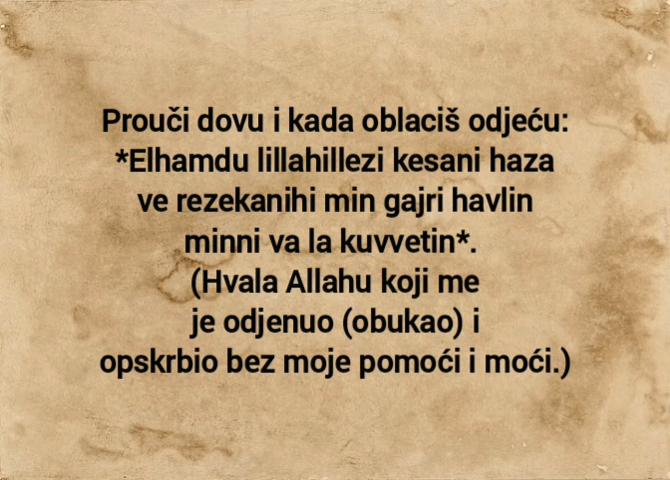 Prouči dovu i kada oblaciš odjeću:
*Elhamdu lillahillezi kesani haza
ve rezekanihi min gajri havlin
minni va la kuvvetin*.
(Hvala Allahu koji me
je odjenuo (obukao) i
opskrbio bez moje pomoći i moći.)